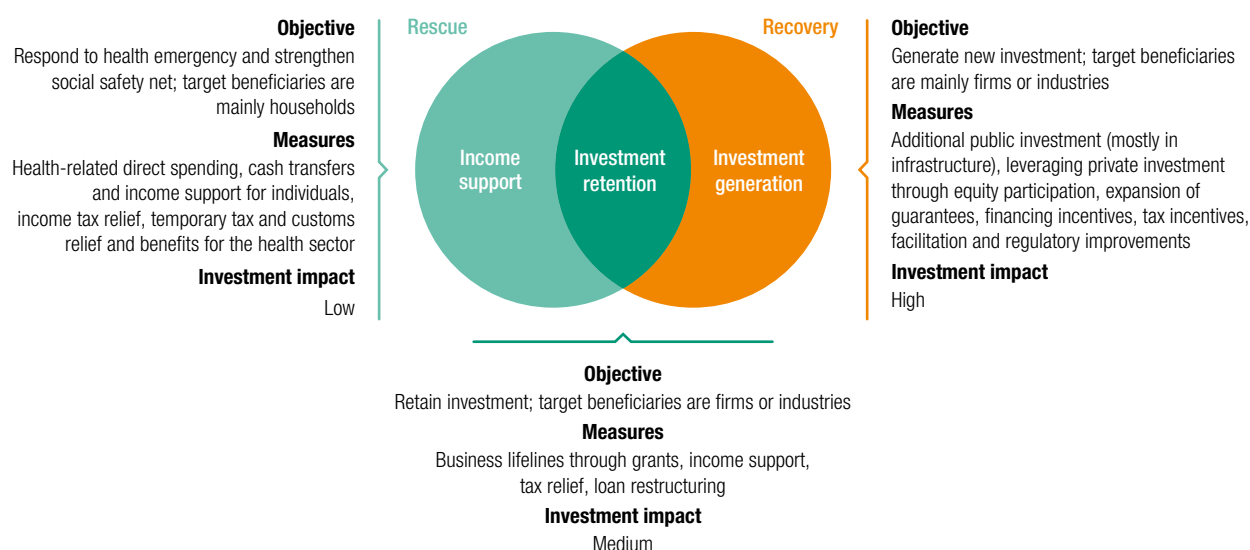 Objective
Respond to health emergency and strengthen
social safety net; target beneficiaries are
mainly households
Measures
Health-related direct spending, cash transfers
and income support for individuals,
income tax relief, temporary tax and customs
relief and benefits for the health sector
Investment impact
Low
Rescue
Recovery
Income
support
Investment
retention
Investment
generation
Objective
Generate new investment; target beneficiaries
are mainly firms or industries
Measures
Additional public investment (mostly in
infrastructure), leveraging private investment
through equity participation, expansion of
guarantees, financing incentives, tax incentives,
facilitation and regulatory improvements
Investment impact
High
Objective
Retain investment; target beneficiaries are firms or industries
Measures
Business lifelines through grants, income support,
tax relief, loan restructuring
Investment impact
Medium